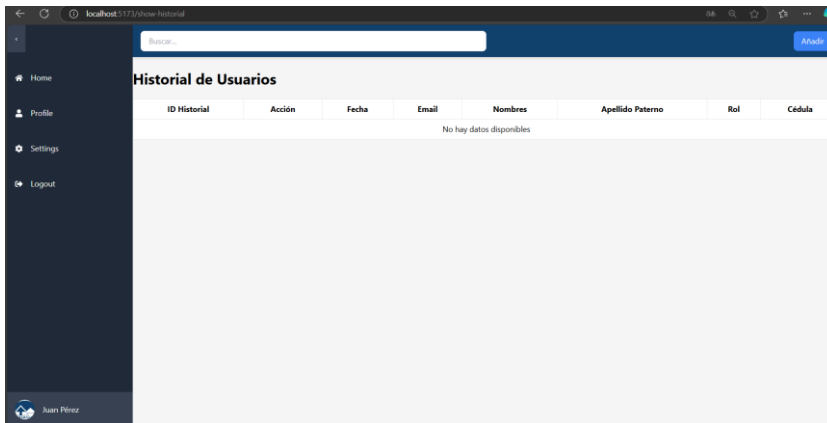 localhost:5173/show-historial
Buscar...
Añadir
Home
Profile
Settings
Logout
Historial de Usuarios
ID Historial Acción Fecha Email Nombres Apellido Paterno Rol Cédula
No hay datos disponibles
Juan Pérez